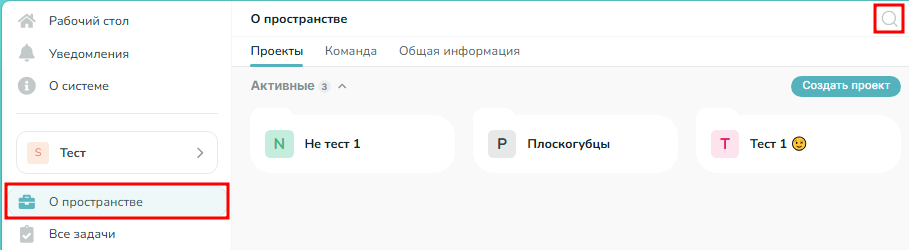 Рабочий стол
Уведомления
О системе
S Тест
О пространстве
Все задачи
О пространстве
Проекты Команда Общая информация
Активные 3 Создать проект
N Не тест 1 P Плоскогубцы T Тест 1 😉